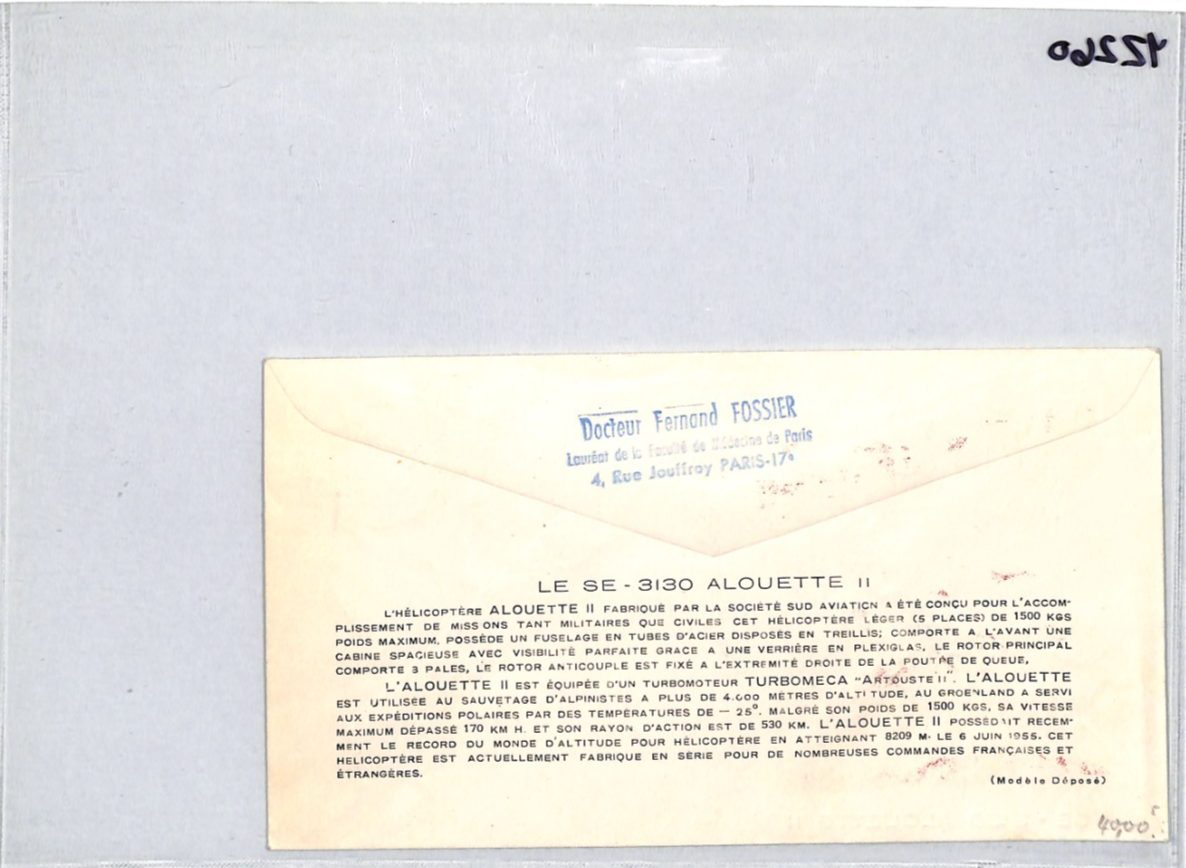 YZ260
Docteur Fernand FOSSIER
Lauréat de la Faculté de Médecine de Paris
4, Rue Jouffroy PARIS-17e
LE SE - 3130 ALOUETTE II
L'HÉLICOPTÈRE ALOUETTE II FABRIQUÉ PAR LA SOCIÉTÉ SUD AVIATION A ÉTÉ CONÇU POUR L'ACCOM-
PLISSEMENT DE MISSIONS TANT MILITAIRES QUE CIVILES CET HÉLICOPTÈRE LÉGER (5 PLACES) DE 1500 KGS
POIDS MAXIMUM, POSSÈDE UN FUSELAGE EN TUBES D'ACIER DISPOSÉS EN TREILLIS; COMPORTE A L'AVANT UNE
CABINE SPACIEUSE AVEC VISIBILITÉ PARFAITE GRACE A UNE VERRIÈRE EN PLEXIGLAS, LE ROTOR PRINCIPAL
COMPORTE 3 PALES, LE ROTOR ANTICOUPLE EST FIXÉ A L'EXTREMITÉ DROITE DE LA POUTRE DE QUEUE,
L'ALOUETTE II EST ÉQUIPÉE D'UN TURBOMOTEUR TURBOMECA "ARTOUSTE II". L'ALOUETTE
EST UTILISÉE AU SAUVETAGE D'ALPINISTES A PLUS DE 4.000 MÈTRES D'ALTITUDE, AU GROENLAND A SERVI
AUX EXPÉDITIONS POLAIRES PAR DES TEMPÉRATURES DE — 25°. MALGRÉ SON POIDS DE 1500 KGS, SA VITESSE
MAXIMUM DÉPASSE 170 KM H. ET SON RAYON D'ACTION EST DE 530 KM. L'ALOUETTE II POSSÉDAIT RECEM-
MENT LE RECORD DU MONDE D'ALTITUDE POUR HÉLICOPTÈRE EN ATTEIGNANT 8209 M. LE 6 JUIN 1955. CET
HELICOPTÈRE EST ACTUELLEMENT FABRIQUE EN SÉRIE POUR DE NOMBREUSES COMMANDES FRANÇAISES ET
ÉTRANGÈRES.
(Modèle Déposé)
40,00